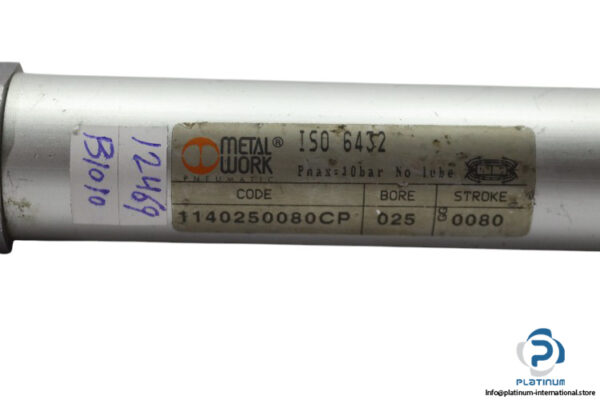 12469
B1010
METAL® WORK
PNEUMATIC
ISO 6432
Pmax=10bar No lube
CODE BORE STROKE
1140250080CP 025 GG 0080
PLATINUM
Info@platinum-international.store